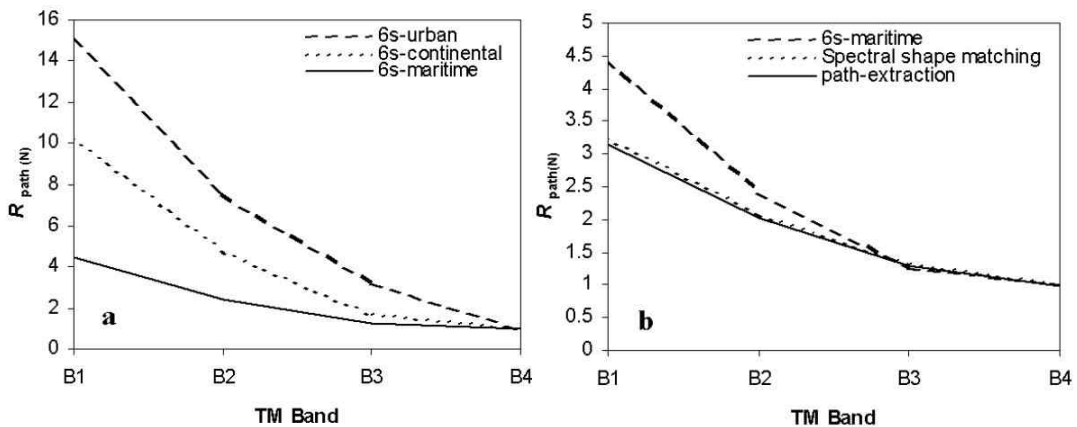 16
14
12
10
8
6
4
2
0
R path (N)
6s-urban
6s-continental
6s-maritime
a
B1 B2 B3 B4
TM Band
5
4.5
4
3.5
3
2.5
2
1.5
1
0.5
0
R path(N)
6s-maritime
Spectral shape matching
path-extraction
b
B1 B2 B3 B4
TM Band